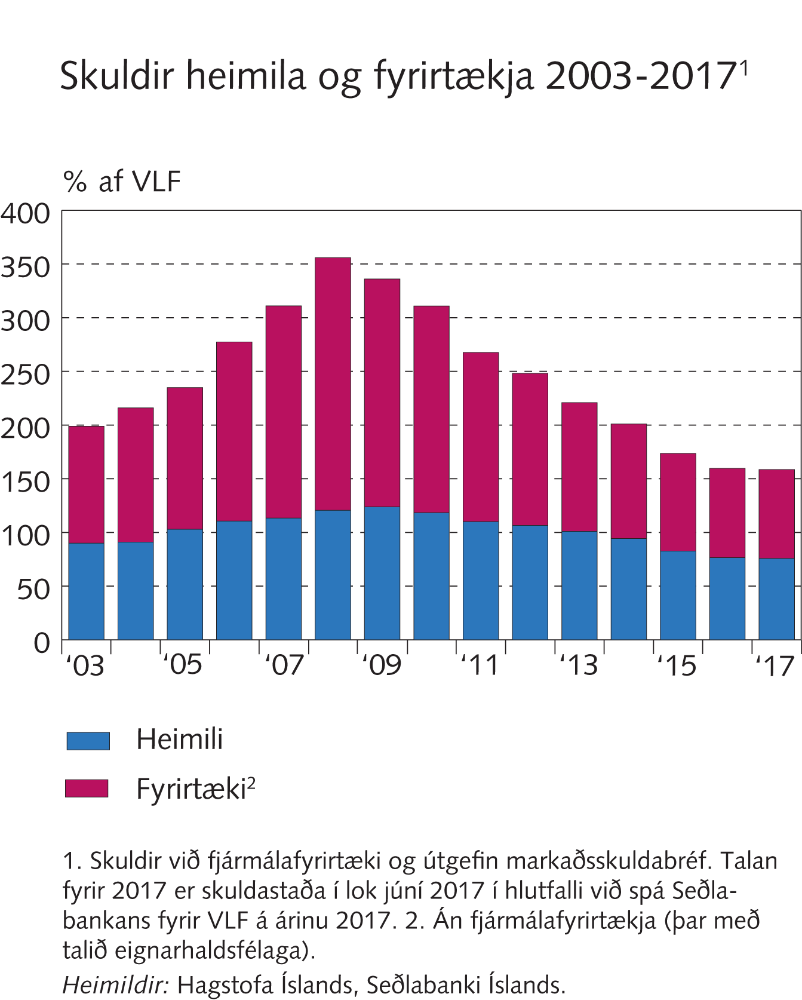 Skuldir heimila og fyrirtækja 2003-2017¹
% af VLF
400
350
300
250
200
150
100
50
0
‘03 ‘05 ‘07 ‘09 ‘11 ‘13 ‘15 ‘17
Heimili
Fyrirtæki²
1. Skuldir við fjármálafyrirtæki og útgefin markaðsskuldabréf. Talan
fyrir 2017 er skuldastaða í lok júní 2017 í hlutfalli við spá Seðla-
bankans fyrir VLF á árinu 2017. 2. Án fjármálafyrirtækja (þar með
talið eignarhaldsfélaga).
Heimildir: Hagstofa Íslands, Seðlabanki Íslands.